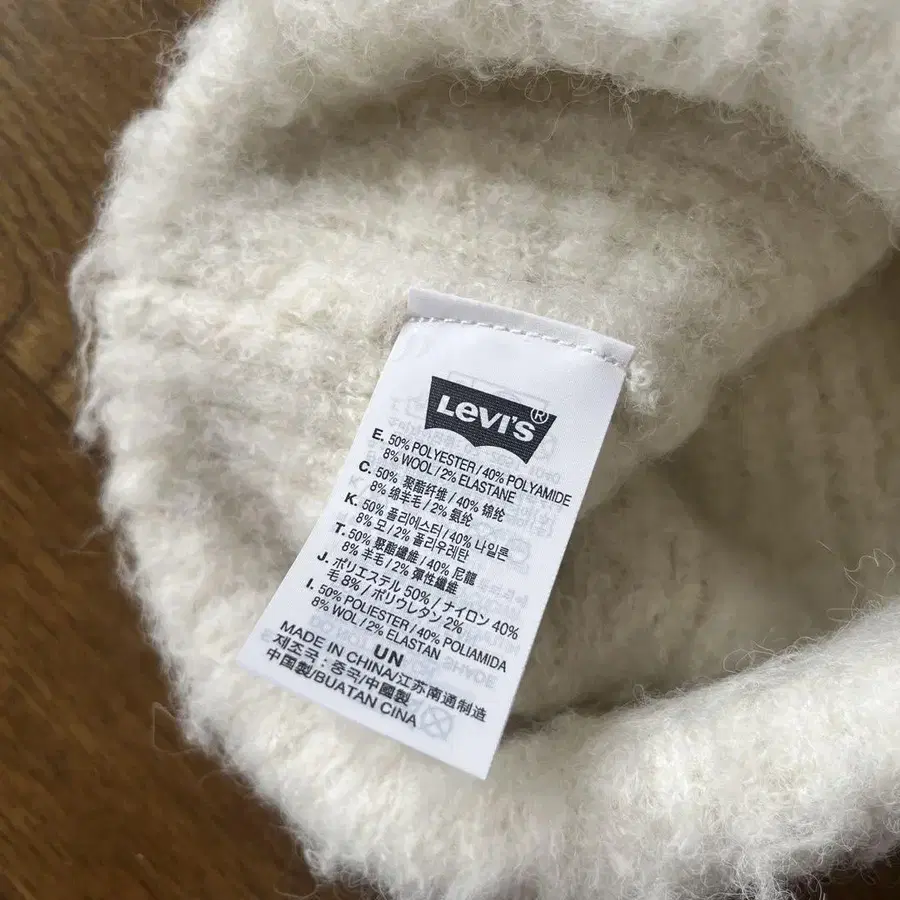 LEVI'S®
E. 50% POLYESTER / 40% POLYAMIDE
8% WOOL / 2% ELASTANE
C. 50% 聚酯纤维 / 40% 锦纶
8% 绵羊毛 / 2% 氨纶
K. 50% 폴리에스터 / 40% 나일론
8% 모 / 2% 폴리우레탄
T. 50% 聚酯纖維 / 40% 尼龍
8% 羊毛 / 2% 彈性纖維
J. ポリエステル 50% / ナイロン 40%
毛 8% / ポリウレタン 2%
I. 50% POLIESTER / 40% POLIAMIDA
8% WOL / 2% ELASTAN
UN
MADE IN CHINA/江苏南通制造
제조국 : 중국/中國製
中国製/BUATAN CINA